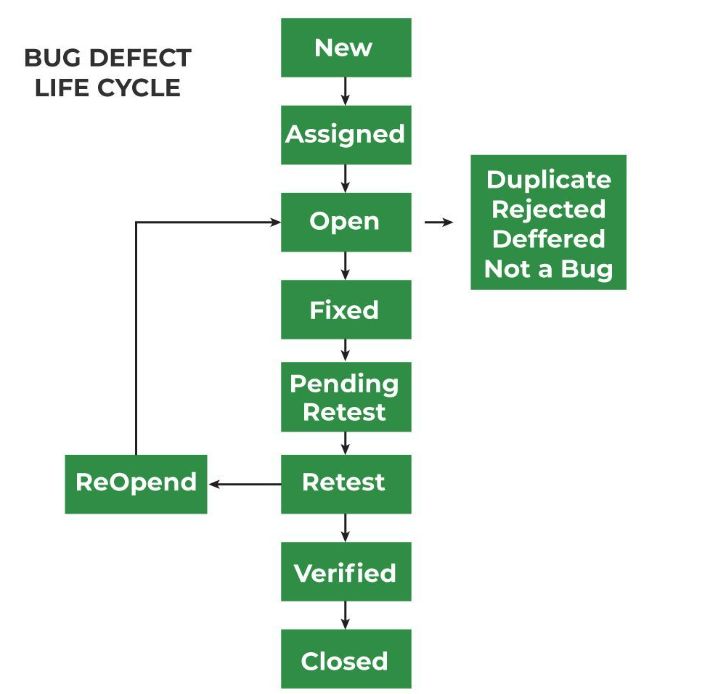 BUG DEFECT
LIFE CYCLE
New
Assigned
Open
Duplicate
Rejected
Deffered
Not a Bug
Fixed
Pending
Retest
ReOpend
Retest
Verified
Closed